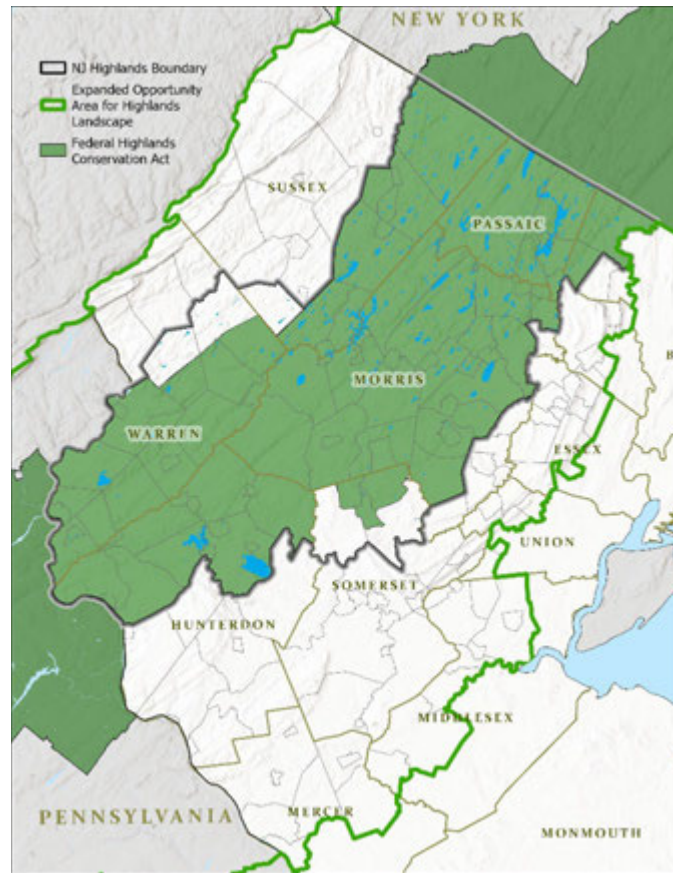 NEW YORK
NJ Highlands Boundary
Expanded Opportunity
Area for Highlands
Landscape
Federal Highlands
Conservation Act
SUSSEX
PASSAIC
B
MORRIS
WARREN
ESSEX
UNION
SOMERSET
HUNTERDON
MIDDLESEX
MERCER
PENNSYLVANIA
MONMOUTH